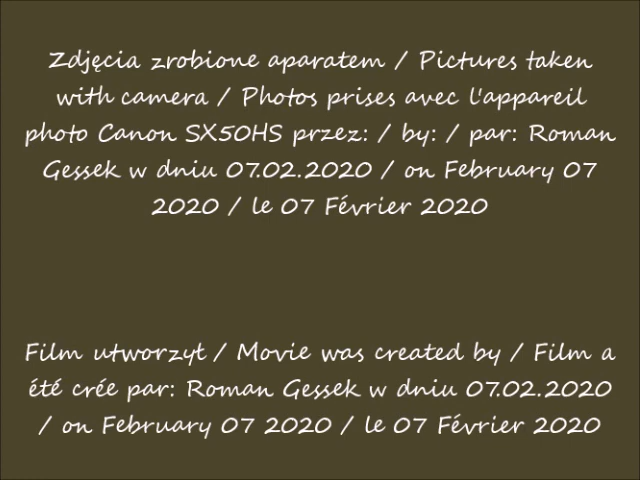 Zdjęcia zrobione aparatem / Pictures taken
with camera / Photos prises avec l'appareil
photo Canon SX50HS przez: / by: / par: Roman
Gessek w dniu 07.02.2020 / on February 07
2020 / le 07 Février 2020
Film utworzył / Movie was created by / Film a
été crée par: Roman Gessek w dniu 07.02.2020
/ on February 07 2020 / le 07 Février 2020